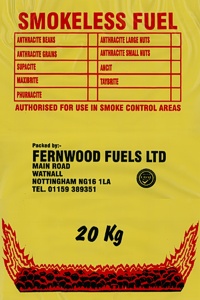 SMOKELESS FUEL
ANTHRACITE BEANS
ANTHRACITE LARGE NUTS
ANTHRACITE GRAINS
ANTHRACITE SMALL NUTS
SUPACITE
ANCIT
MAXIBRITE
TAYBRITE
PHURNACITE
AUTHORISED FOR USE IN SMOKE CONTROL AREAS
Packed by:-
FERNWOOD FUELS LTD
MAIN ROAD
WATNALL
NOTTINGHAM NG16 1LA
TEL. 01159 389351
20 Kg